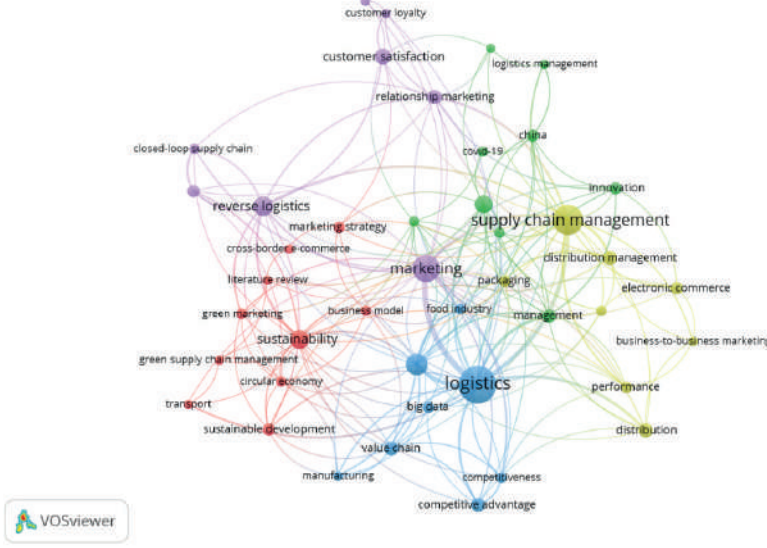 customer loyalty
customer satisfaction
logistics management
relationship marketing
china
closed-loop supply chain
covid-19
innovation
reverse logistics
supply chain management
marketing strategy
cross-border e-commerce
distribution management
marketing
literature review
packaging
electronic commerce
green marketing
business model
food industry
management
sustainability
business-to-business marketing
green supply chain management
circular economy
logistics
performance
transport
big data
sustainable development
distribution
value chain
manufacturing
competitiveness
competitive advantage
VOSviewer